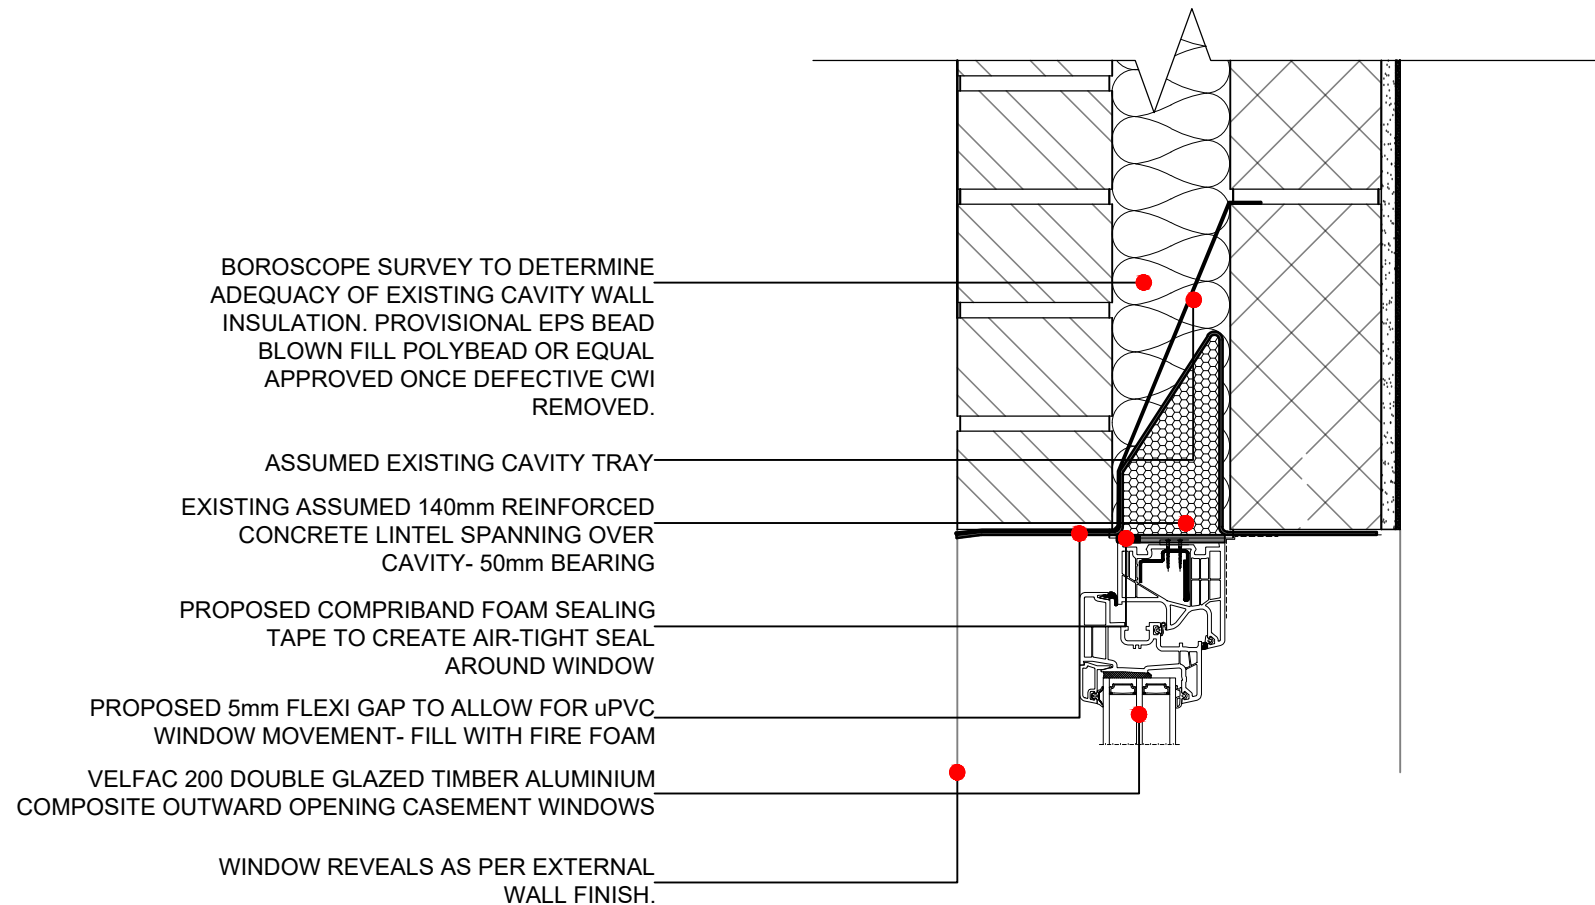 BOROSCOPE SURVEY TO DETERMINE
ADEQUACY OF EXISTING CAVITY WALL
INSULATION. PROVISIONAL EPS BEAD
BLOWN FILL POLYBEAD OR EQUAL
APPROVED ONCE DEFECTIVE CWI
REMOVED.
ASSUMED EXISTING CAVITY TRAY
EXISTING ASSUMED 140mm REINFORCED
CONCRETE LINTEL SPANNING OVER
CAVITY- 50mm BEARING
PROPOSED COMPRIBAND FOAM SEALING
TAPE TO CREATE AIR-TIGHT SEAL
AROUND WINDOW
PROPOSED 5mm FLEXI GAP TO ALLOW FOR uPVC
WINDOW MOVEMENT- FILL WITH FIRE FOAM
VELFAC 200 DOUBLE GLAZED TIMBER ALUMINIUM
COMPOSITE OUTWARD OPENING CASEMENT WINDOWS
WINDOW REVEALS AS PER EXTERNAL
WALL FINISH.